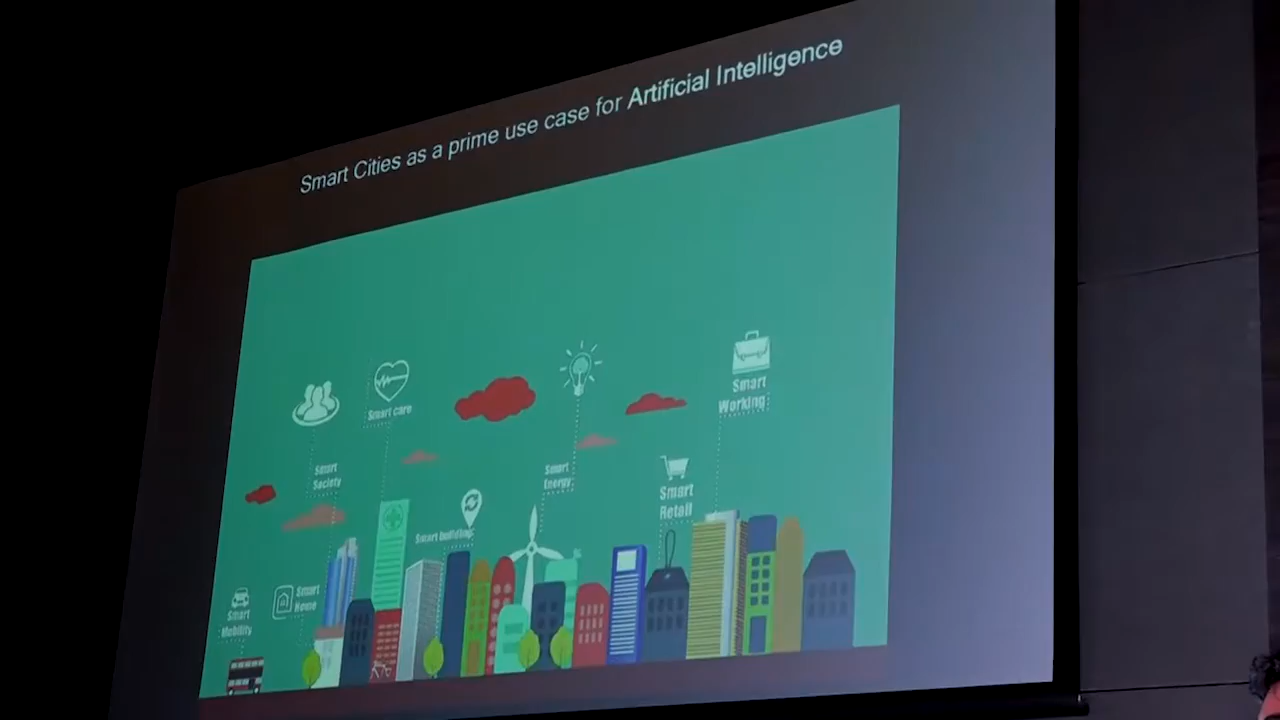 Smart Cities as a prime use case for Artificial Intelligence
Smart
Working
Smart care
Smart
Society
Smart
Energy
Smart
Retail
Smart building
Smart
Home
Smart
Mobility